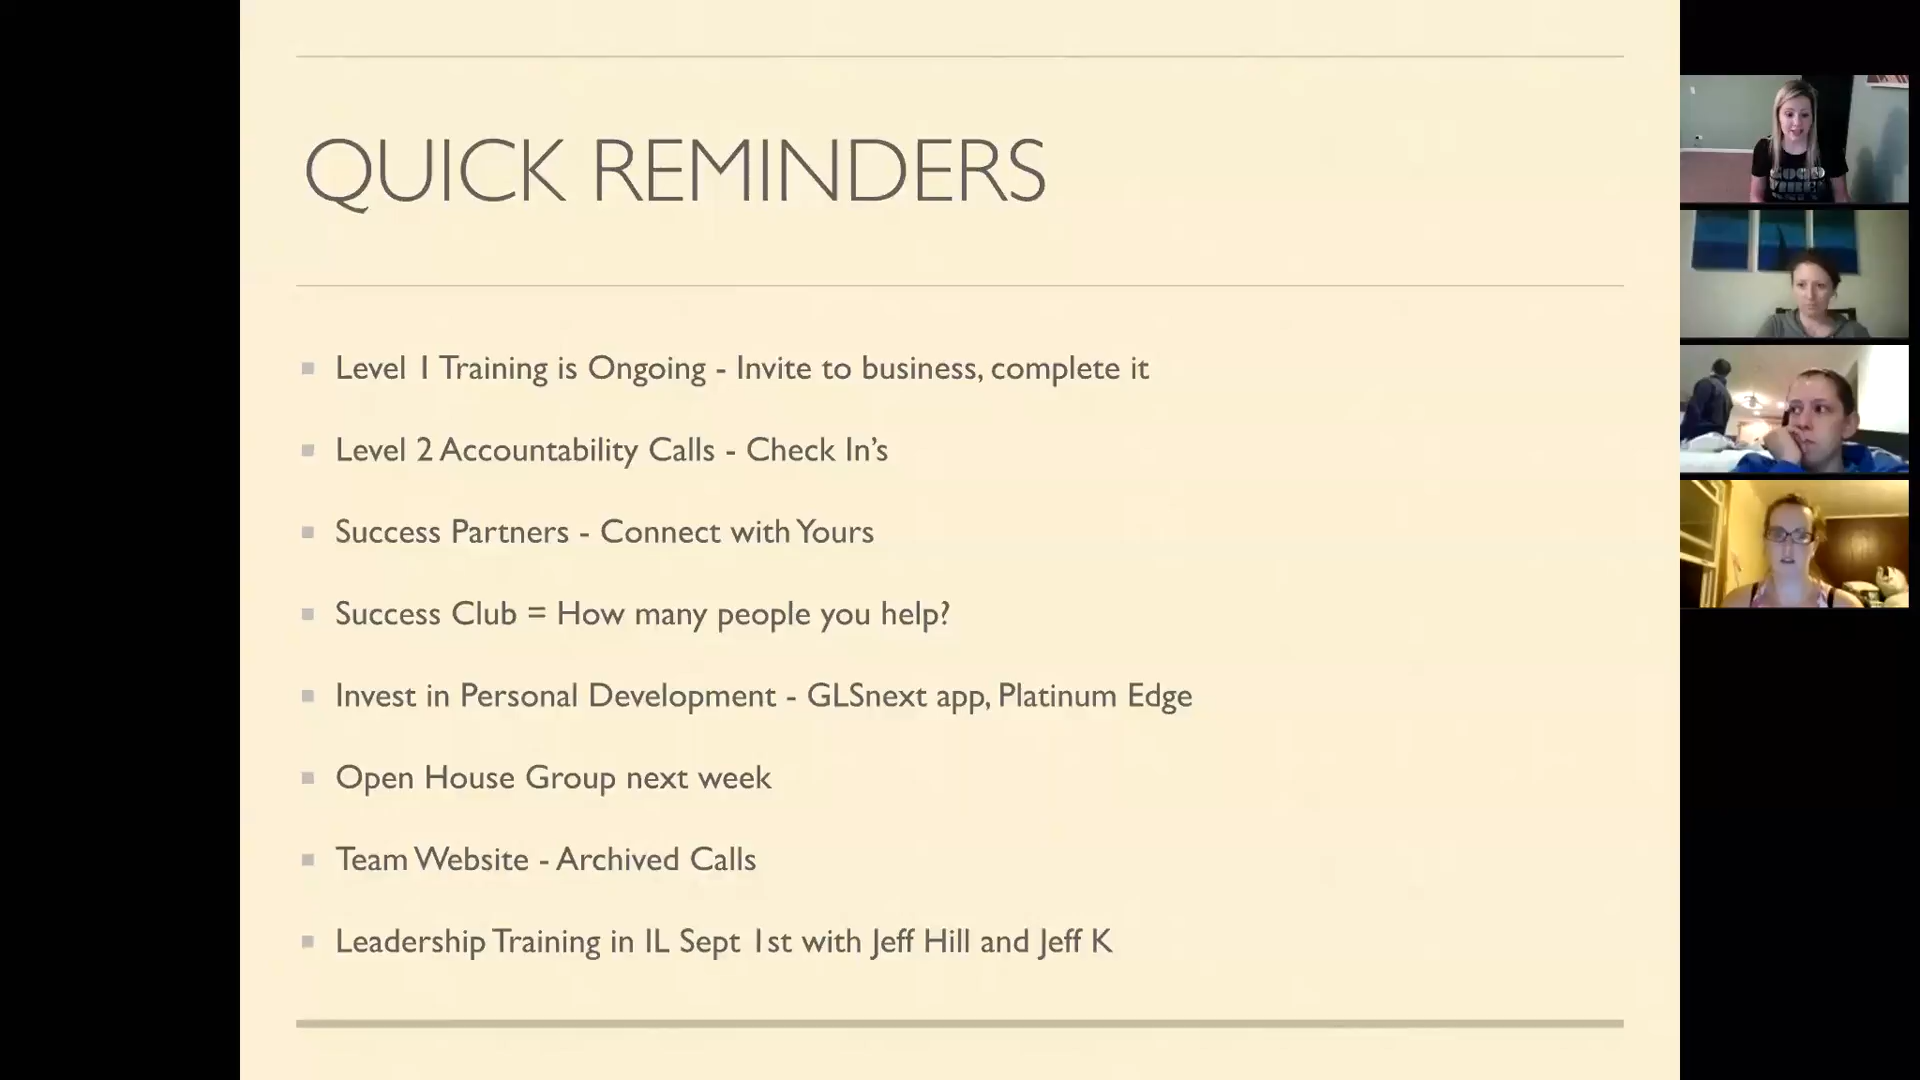 QUICK REMINDERS
Level 1 Training is Ongoing - Invite to business, complete it
Level 2 Accountability Calls - Check In’s
Success Partners - Connect with Yours
Success Club = How many people you help?
Invest in Personal Development - GLSnext app, Platinum Edge
Open House Group next week
Team Website - Archived Calls
Leadership Training in IL Sept 1st with Jeff Hill and Jeff K
GOOD
VIBES